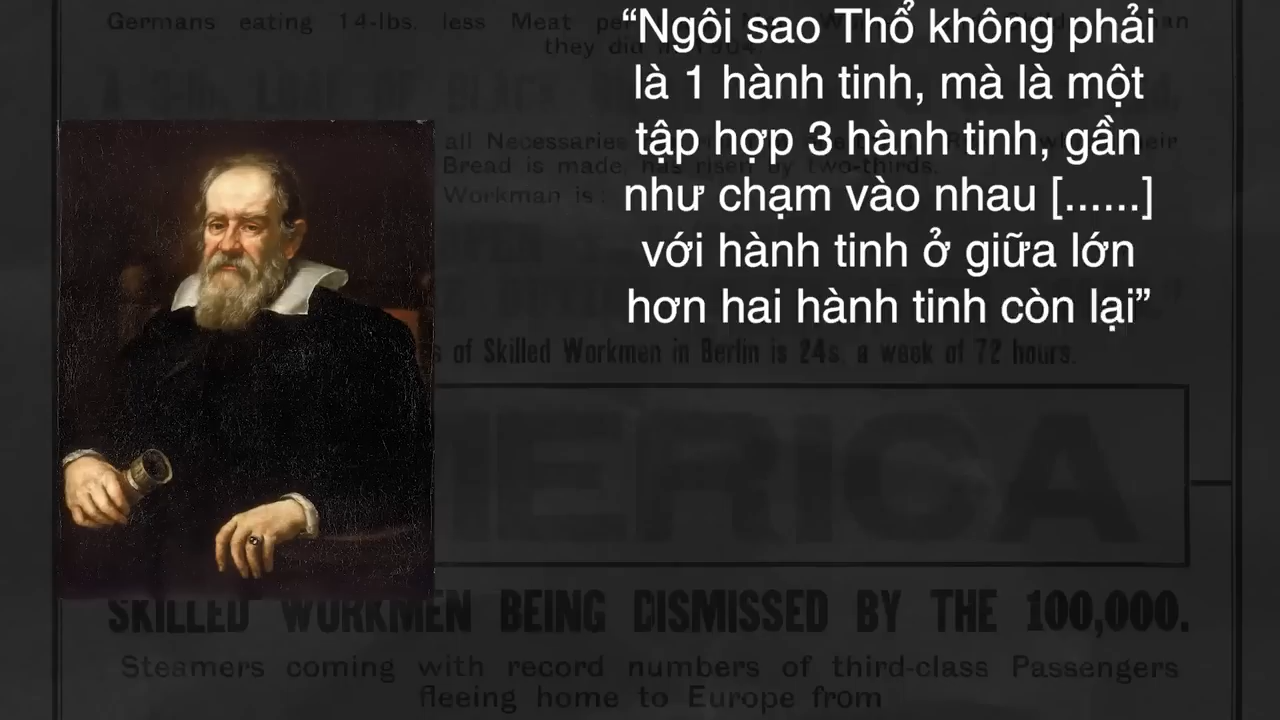 Germans eating 14-lbs. less Meat
they did
“Ngôi sao Thổ không phải
là 1 hành tinh, mà là một
tập hợp 3 hành tinh, gần
như chạm vào nhau [......]
với hành tinh ở giữa lớn
hơn hai hành tinh còn lại”
all Necessaries
Bread is made, has risen by two-thirds.
Workman is:
of Skilled Workmen in Berlin is 24s. a week of 72 hours.
MERICA
SKILLED WORKMEN BEING DISMISSED BY THE 100,000.
Steamers coming with record numbers of third-class Passengers
fleeing home to Europe from